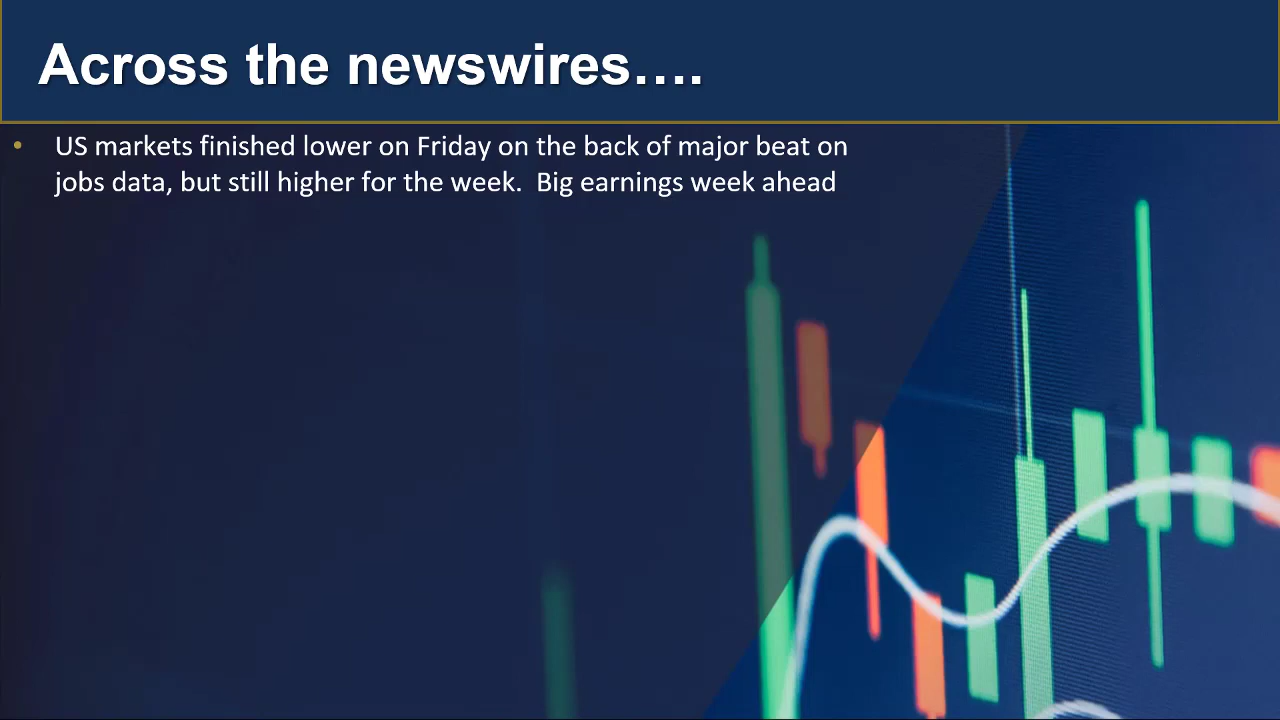 Across the newswires….
• US markets finished lower on Friday on the back of major beat on
jobs data, but still higher for the week.  Big earnings week ahead